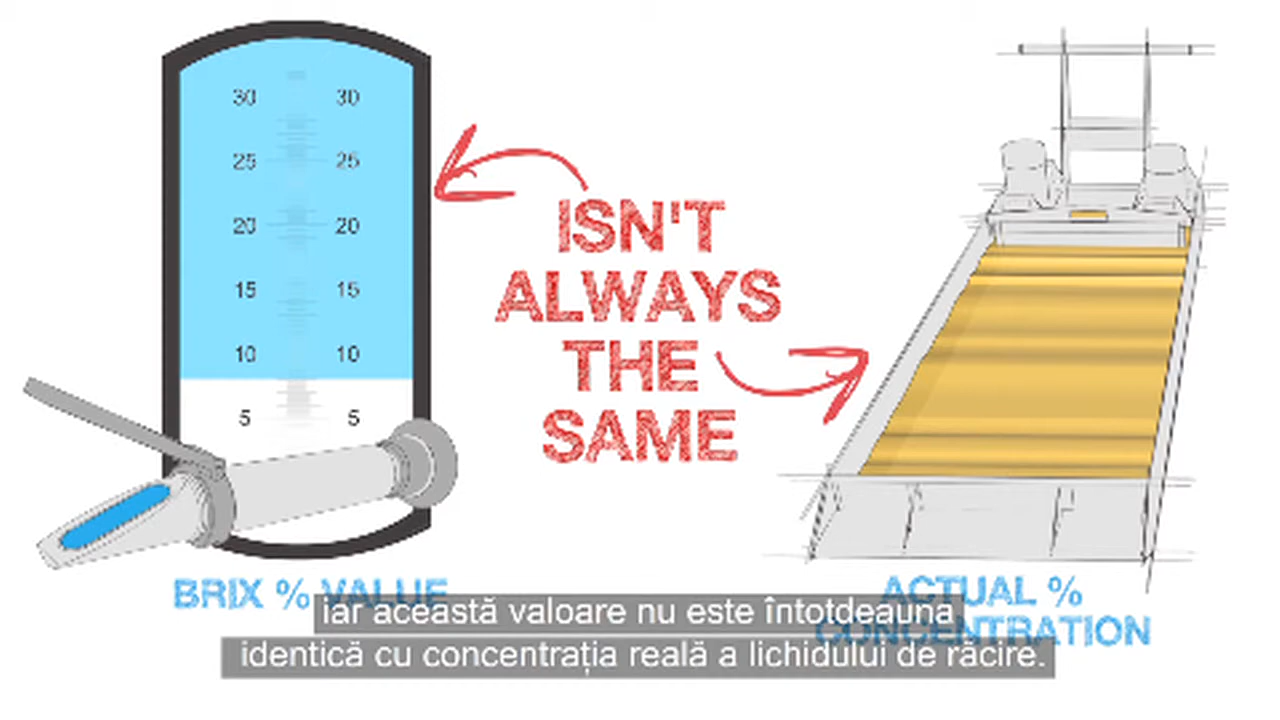 30 30
25 25
20 20
15 15
10 10
5 5
ISN'T
ALWAYS
THE
SAME
BRIX % VALUE
ACTUAL %
CONCENTRATION
iar această valoare nu este întotdeauna
identică cu concentrația reală a lichidului de răcire.